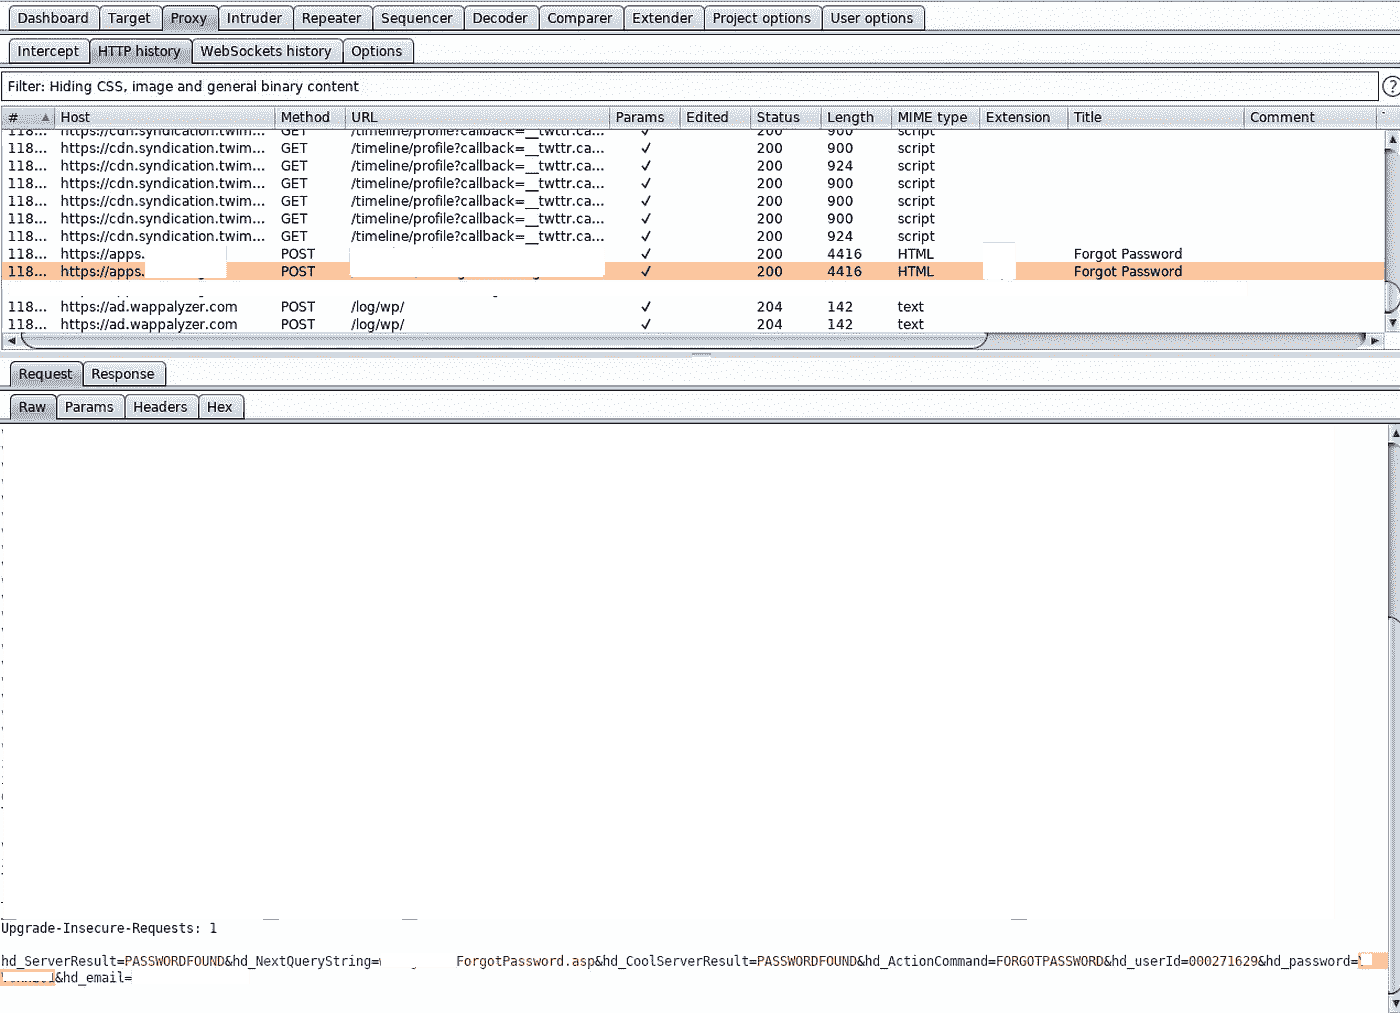 Dashboard Target Proxy Intruder Repeater Sequencer Decoder Comparer Extender Project options User options
Intercept HTTP history WebSockets history Options
Filter: Hiding CSS, image and general binary content ?
# Host Method URL Params Edited Status Length MIME type Extension Title Comment
118... https://cdn.syndication.twim... GET /timeline/profile?callback=__twttr.ca... ✓ 200 900 script
118... https://cdn.syndication.twim... GET /timeline/profile?callback=__twttr.ca... ✓ 200 900 script
118... https://cdn.syndication.twim... GET /timeline/profile?callback=__twttr.ca... ✓ 200 924 script
118... https://cdn.syndication.twim... GET /timeline/profile?callback=__twttr.ca... ✓ 200 900 script
118... https://cdn.syndication.twim... GET /timeline/profile?callback=__twttr.ca... ✓ 200 900 script
118... https://cdn.syndication.twim... GET /timeline/profile?callback=__twttr.ca... ✓ 200 900 script
118... https://cdn.syndication.twim... GET /timeline/profile?callback=__twttr.ca... ✓ 200 924 script
118... https://apps. POST ✓ 200 4416 HTML Forgot Password
118... https://apps. POST ✓ 200 4416 HTML Forgot Password
118... https://ad.wappalyzer.com POST /log/wp/ ✓ 204 142 text
118... https://ad.wappalyzer.com POST /log/wp/ ✓ 204 142 text
Request Response
Raw Params Headers Hex
Upgrade-Insecure-Requests: 1
hd_ServerResult=PASSWORDFOUND&hd_NextQueryString= ForgotPassword.asp&hd_CoolServerResult=PASSWORDFOUND&hd_ActionCommand=FORGOTPASSWORD&hd_userId=000271629&hd_password=
&hd_email=